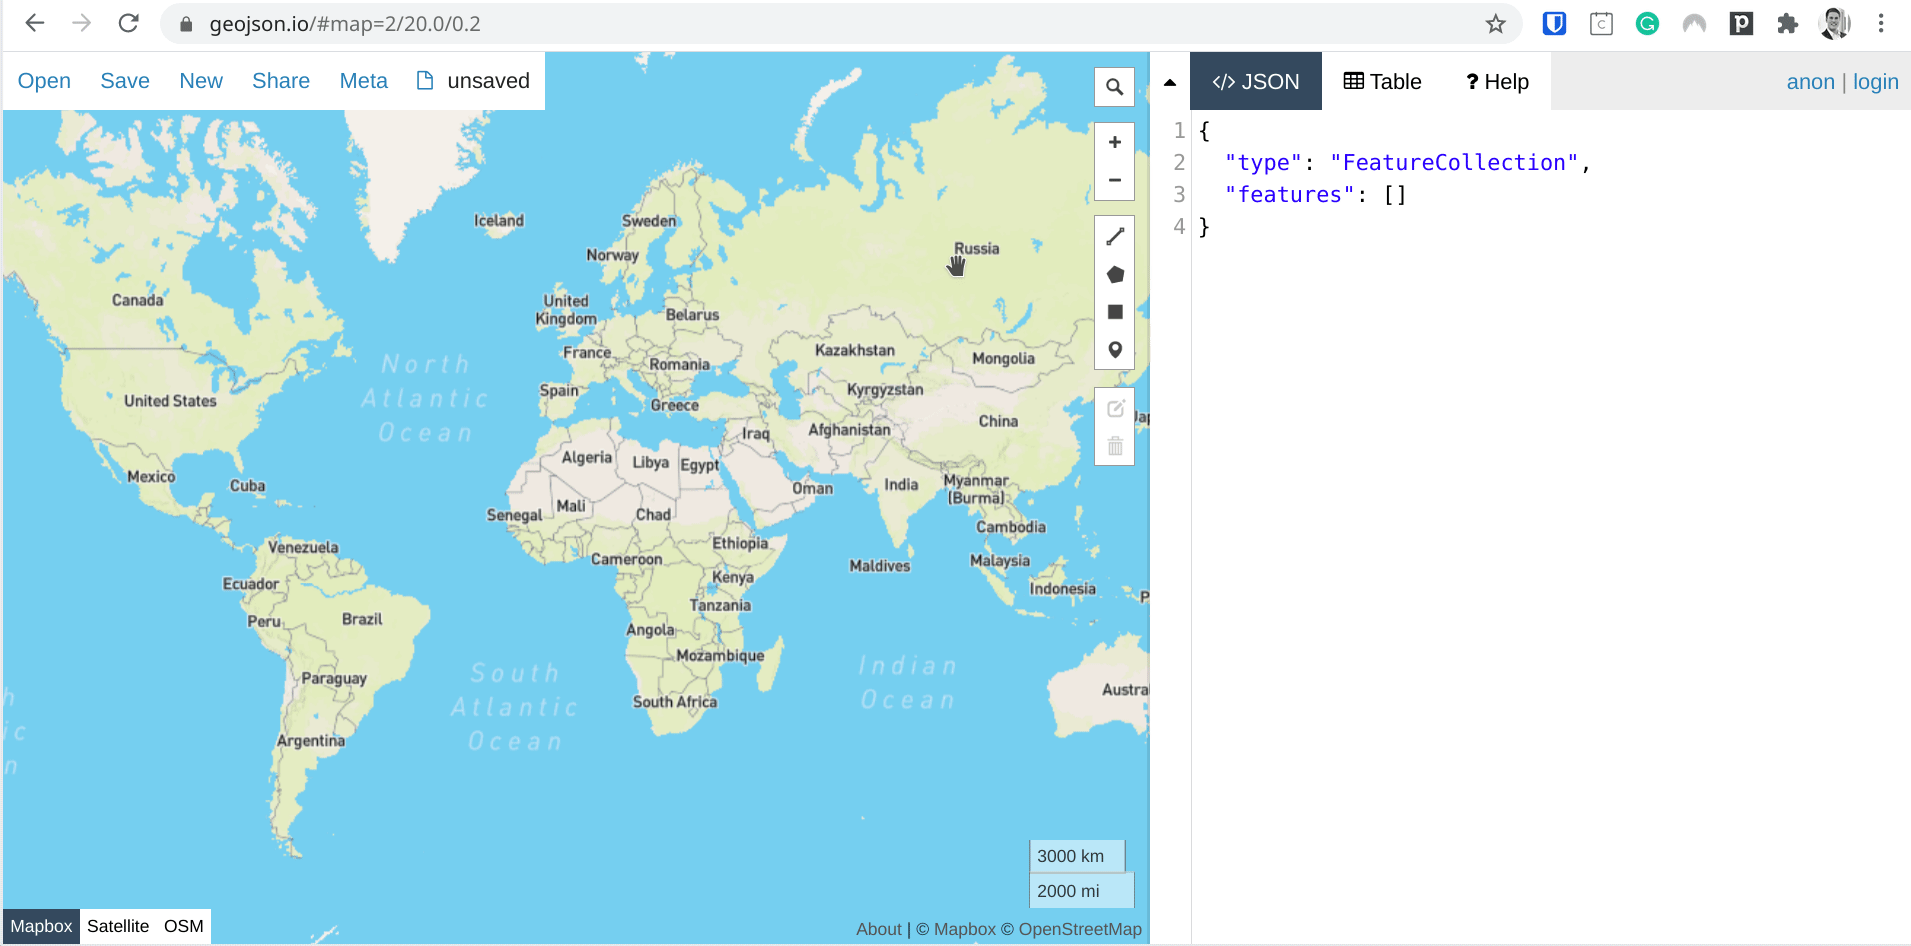 geojson.io/#map=2/20.0/0.2
Open Save New Share Meta unsaved
</> JSON Table ? Help anon | login
1 {
2 "type": "FeatureCollection",
3 "features": []
4 }
Iceland
Sweden
Norway
Russia
Canada
United
Kingdom
Belarus
France
Kazakhstan
Mongolia
Romania
Spain
Kyrgyzstan
United States
Greece
North
Atlantic
Ocean
China
Iraq
Afghanistan
Algeria
Libya
Egypt
Mexico
Cuba
Oman
India
Myanmar
(Burma)
Mali
Senegal
Chad
Cambodia
Venezuela
Ethiopia
Cameroon
Maldives
Malaysia
Ecuador
Kenya
Indonesia
Peru
Brazil
Tanzania
Angola
Mozambique
Paraguay
South
Atlantic
Ocean
Indian
Ocean
South Africa
Austra
Argentina
3000 km
2000 mi
Mapbox Satellite OSM
About | © Mapbox © OpenStreetMap